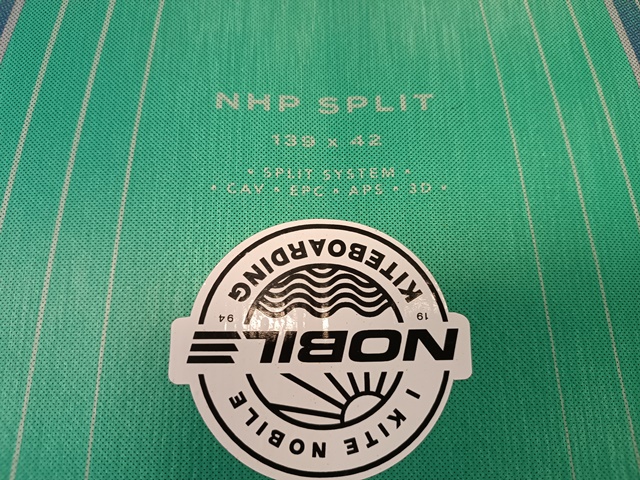 NHP SPLIT
139 x 42
• SPLIT SYSTEM •
• CAV • EPC • APS • 3D •
I KITE NOBILE
NOBILE
19 94
KITEBOARDING